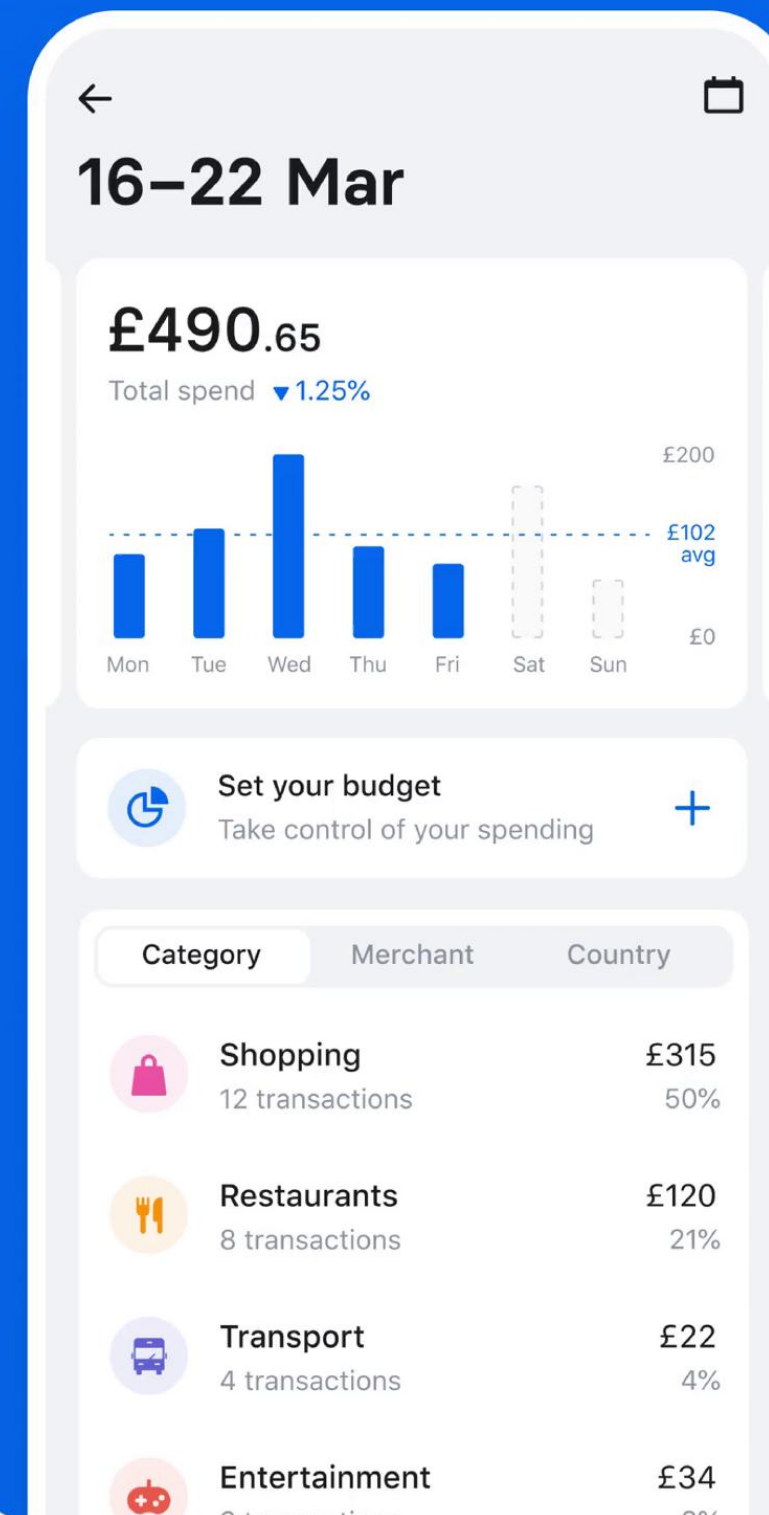 16–22 Mar
£490.65
Total spend ▼1.25%
£200
£102
avg
£0
Mon Tue Wed Thu Fri Sat Sun
Set your budget
Take control of your spending
Category Merchant Country
Shopping £315
12 transactions 50%
Restaurants £120
8 transactions 21%
Transport £22
4 transactions 4%
Entertainment £34